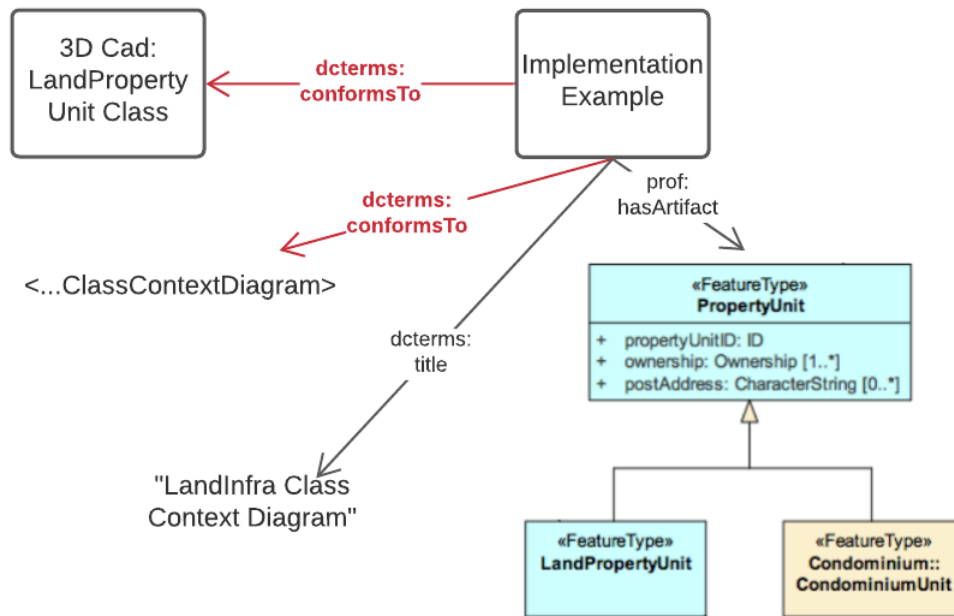 3D Cad:
LandProperty
Unit Class
dcterms:
conformsTo
Implementation
Example
dcterms:
conformsTo
prof:
hasArtifact
<...ClassContextDiagram>
«FeatureType»
PropertyUnit
+ propertyUnitID: ID
+ ownership: Ownership [1..*]
+ postAddress: CharacterString [0..*]
dcterms:
title
"LandInfra Class
Context Diagram"
«FeatureType»
LandPropertyUnit
«FeatureType»
Condominium::
CondominiumUnit